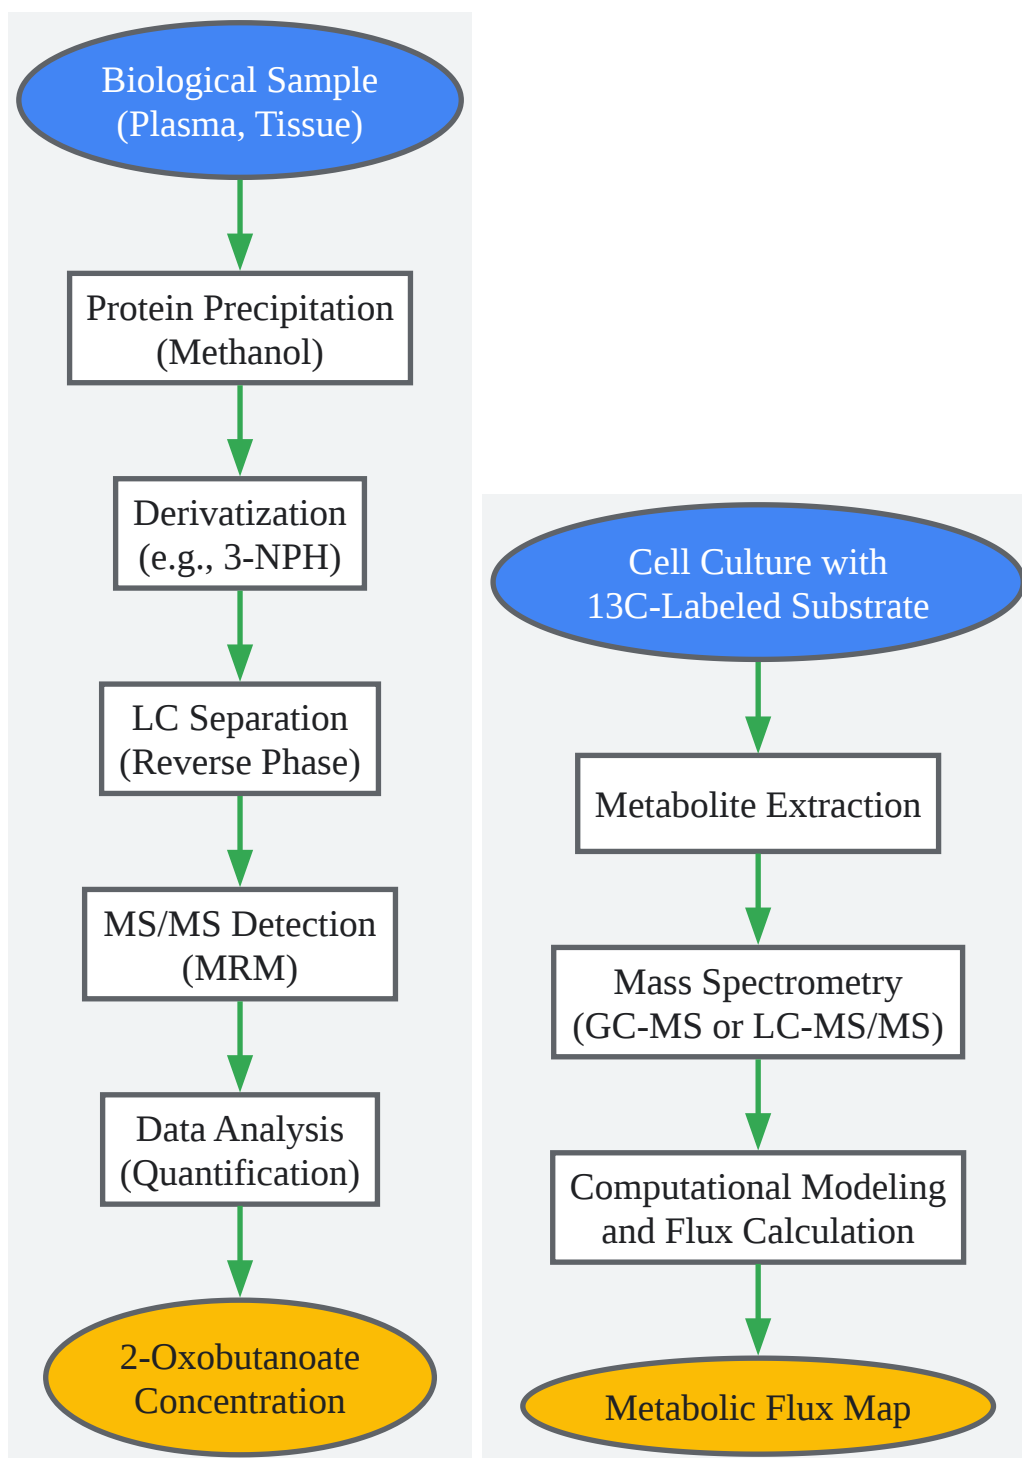 Biological Sample
(Plasma, Tissue)
Protein Precipitation
(Methanol)
Derivatization
(e.g., 3-NPH)
LC Separation
(Reverse Phase)
MS/MS Detection
(MRM)
Data Analysis
(Quantification)
2-Oxobutanoate
Concentration
Cell Culture with
13C-Labeled Substrate
Metabolite Extraction
Mass Spectrometry
(GC-MS or LC-MS/MS)
Computational Modeling
and Flux Calculation
Metabolic Flux Map